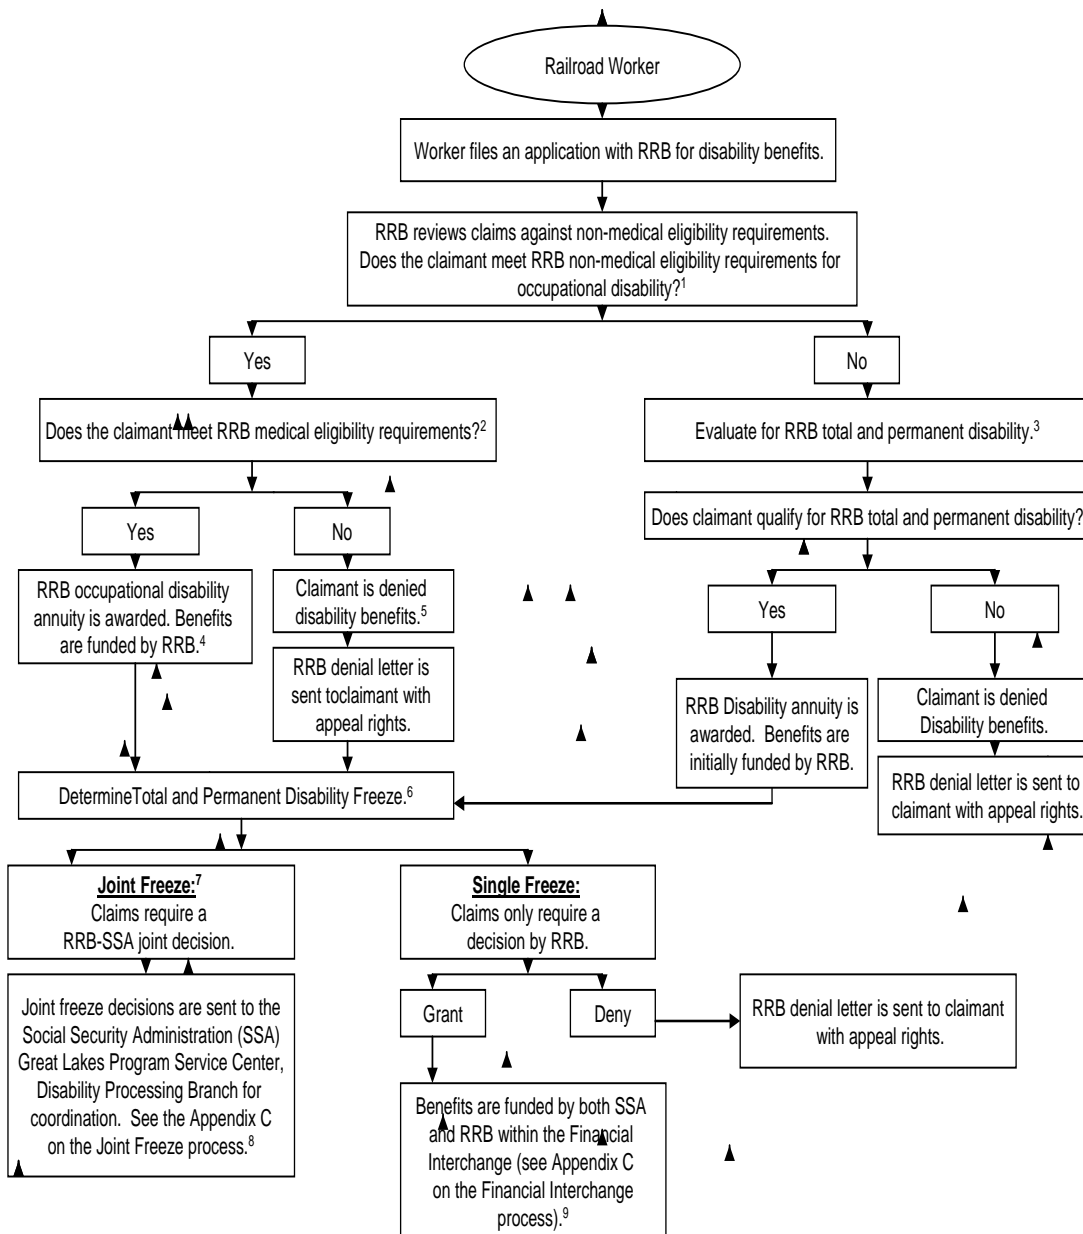 Railroad Worker
Worker files an application with RRB for disability benefits.
RRB reviews claims against non-medical eligibility requirements.
Does the claimant meet RRB non-medical eligibility requirements for
occupational disability?1
Yes
No
Does the claimant meet RRB medical eligibility requirements?2
Evaluate for RRB total and permanent disability.3
Yes
No
Does claimant qualify for RRB total and permanent disability?
RRB occupational disability
annuity is awarded. Benefits
are funded by RRB.4
Claimant is denied
disability benefits.5
Yes
No
RRB denial letter is
sent toclaimant with
appeal rights.
RRB Disability annuity is
awarded. Benefits are
initially funded by RRB.
Claimant is denied
Disability benefits.
RRB denial letter is sent to
claimant with appeal rights.
DetermineTotal and Permanent Disability Freeze.6
Joint Freeze:7
Claims require a
RRB-SSA joint decision.
Single Freeze:
Claims only require a
decision by RRB.
Joint freeze decisions are sent to the
Social Security Administration (SSA)
Great Lakes Program Service Center,
Disability Processing Branch for
coordination. See the Appendix C
on the Joint Freeze process.8
Grant
Deny
RRB denial letter is sent to claimant
with appeal rights.
Benefits are funded by both SSA
and RRB within the Financial
Interchange (see Appendix C
on the Financial Interchange
process).9